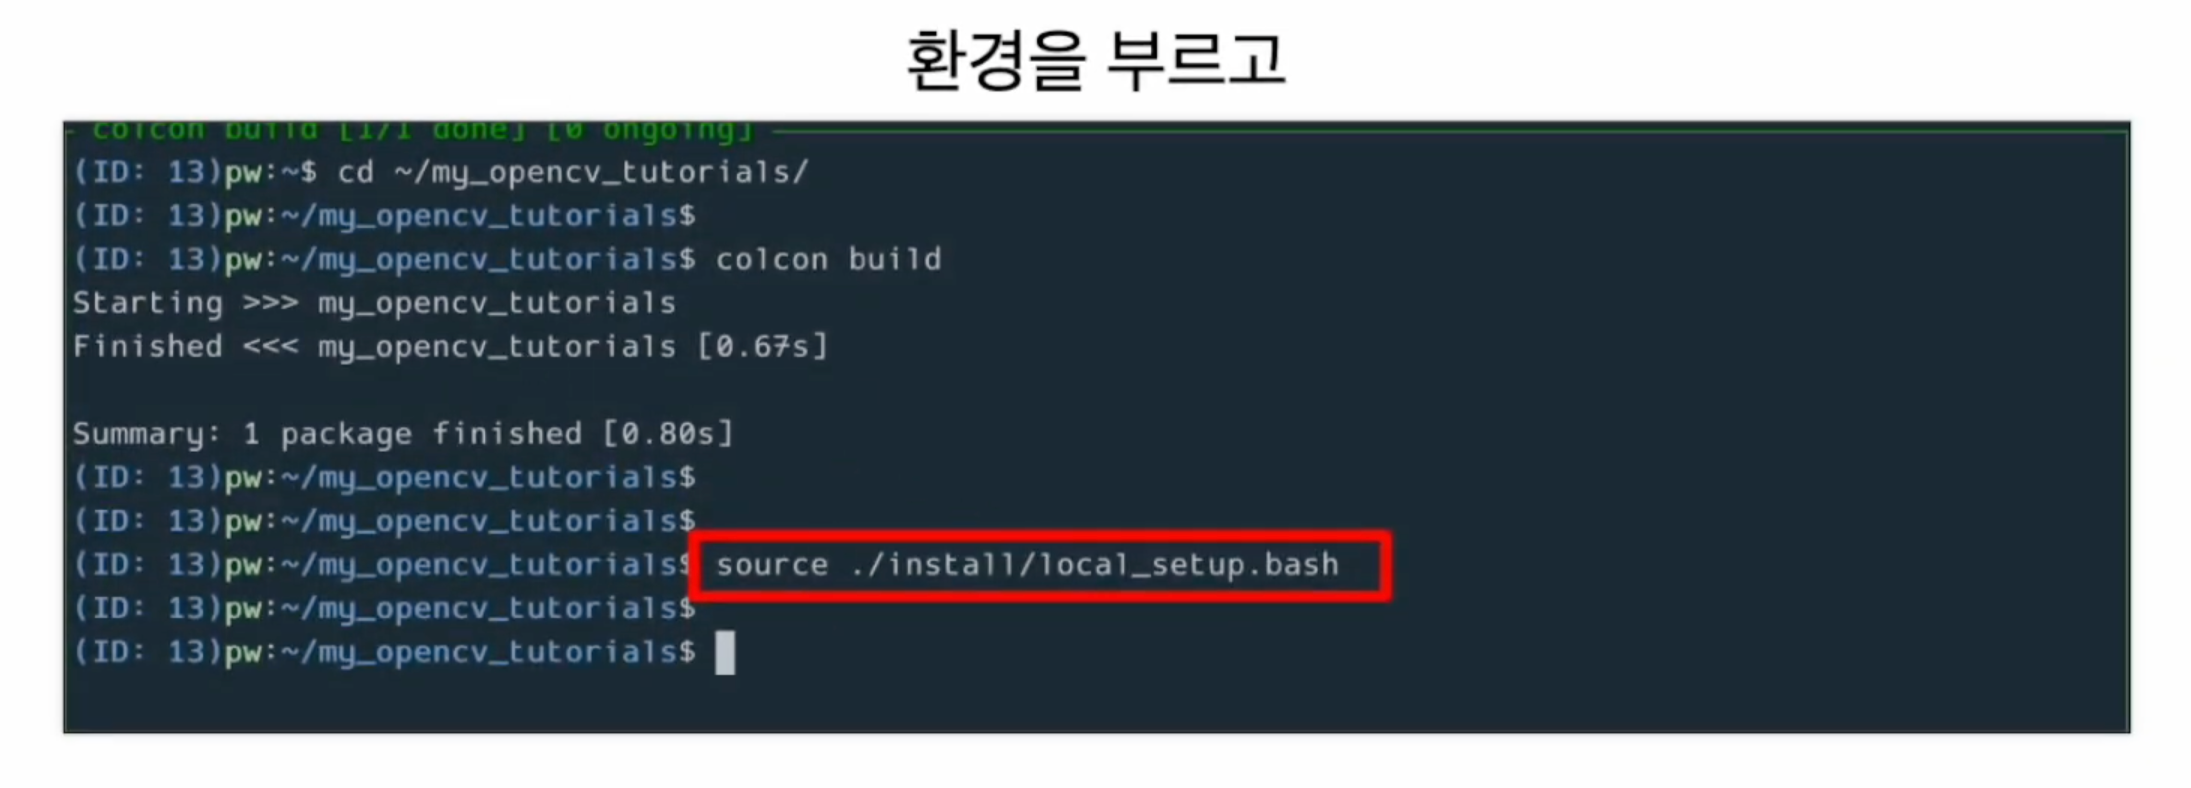 환경을 부르고
colcon build [1/1 done] [0 ongoing]
(ID: 13)pw:~$ cd ~/my_opencv_tutorials/
(ID: 13)pw:~/my_opencv_tutorials$
(ID: 13)pw:~/my_opencv_tutorials$ colcon build
Starting >>> my_opencv_tutorials
Finished <<< my_opencv_tutorials [0.67s]
Summary: 1 package finished [0.80s]
(ID: 13)pw:~/my_opencv_tutorials$
(ID: 13)pw:~/my_opencv_tutorials$
(ID: 13)pw:~/my_opencv_tutorials$ source ./install/local_setup.bash
(ID: 13)pw:~/my_opencv_tutorials$
(ID: 13)pw:~/my_opencv_tutorials$